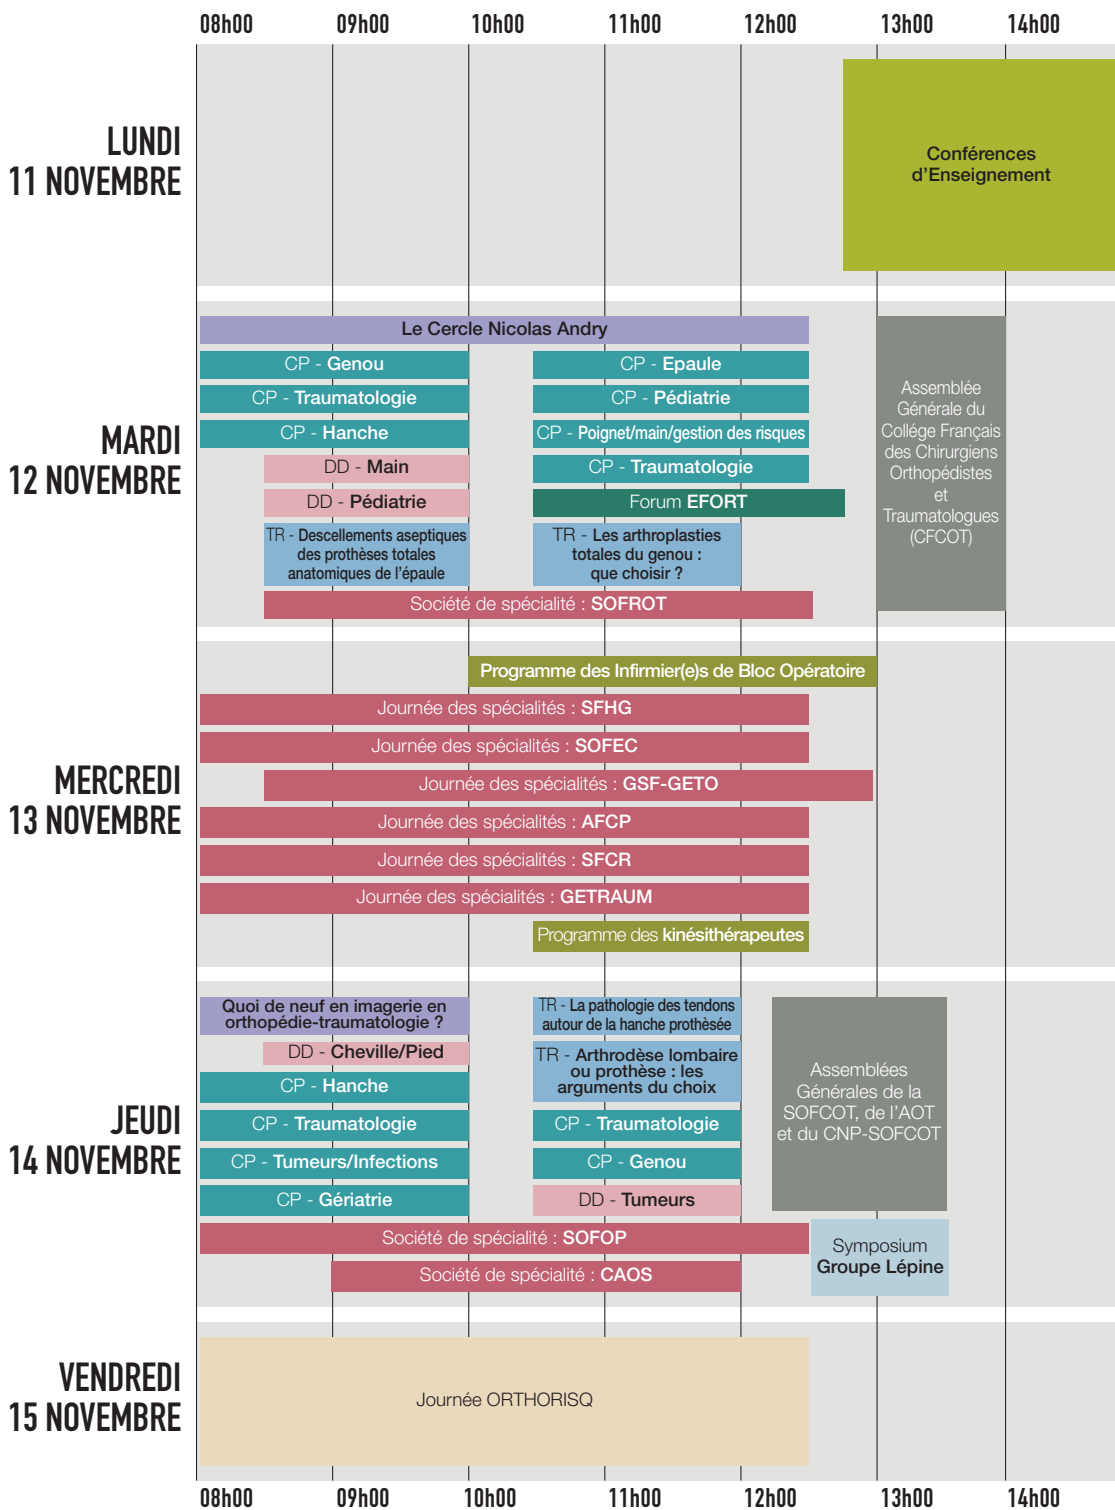 08h00 09h00 10h00 11h00 12h00 13h00 14h00
LUNDI
11 NOVEMBRE
Conférences
d'Enseignement
MARDI
12 NOVEMBRE
Le Cercle Nicolas Andry
CP - Genou
CP - Epaule
CP - Traumatologie
CP - Pédiatrie
CP - Hanche
CP - Poignet/main/gestion des risques
DD - Main
CP - Traumatologie
DD - Pédiatrie
Forum EFORT
TR - Descellements aseptiques
des prothèses totales
anatomiques de l'épaule
TR - Les arthroplasties
totales du genou :
que choisir ?
Société de spécialité : SOFROT
Assemblée
Générale du
Collége Français
des Chirurgiens
Orthopédistes
et
Traumatologues
(CFCOT)
MERCREDI
13 NOVEMBRE
Programme des Infirmier(e)s de Bloc Opératoire
Journée des spécialités : SFHG
Journée des spécialités : SOFEC
Journée des spécialités : GSF-GETO
Journée des spécialités : AFCP
Journée des spécialités : SFCR
Journée des spécialités : GETRAUM
Programme des kinésithérapeutes
JEUDI
14 NOVEMBRE
Quoi de neuf en imagerie en
orthopédie-traumatologie ?
TR - La pathologie des tendons
autour de la hanche prothèsée
DD - Cheville/Pied
TR - Arthrodèse lombaire
ou prothèse : les
arguments du choix
CP - Hanche
CP - Traumatologie
CP - Traumatologie
CP - Tumeurs/Infections
CP - Genou
CP - Gériatrie
DD - Tumeurs
Assemblées
Générales de la
SOFCOT, de l'AOT
et du CNP-SOFCOT
Société de spécialité : SOFOP
Société de spécialité : CAOS
Symposium
Groupe Lépine
VENDREDI
15 NOVEMBRE
Journée ORTHORISQ
08h00 09h00 10h00 11h00 12h00 13h00 14h00